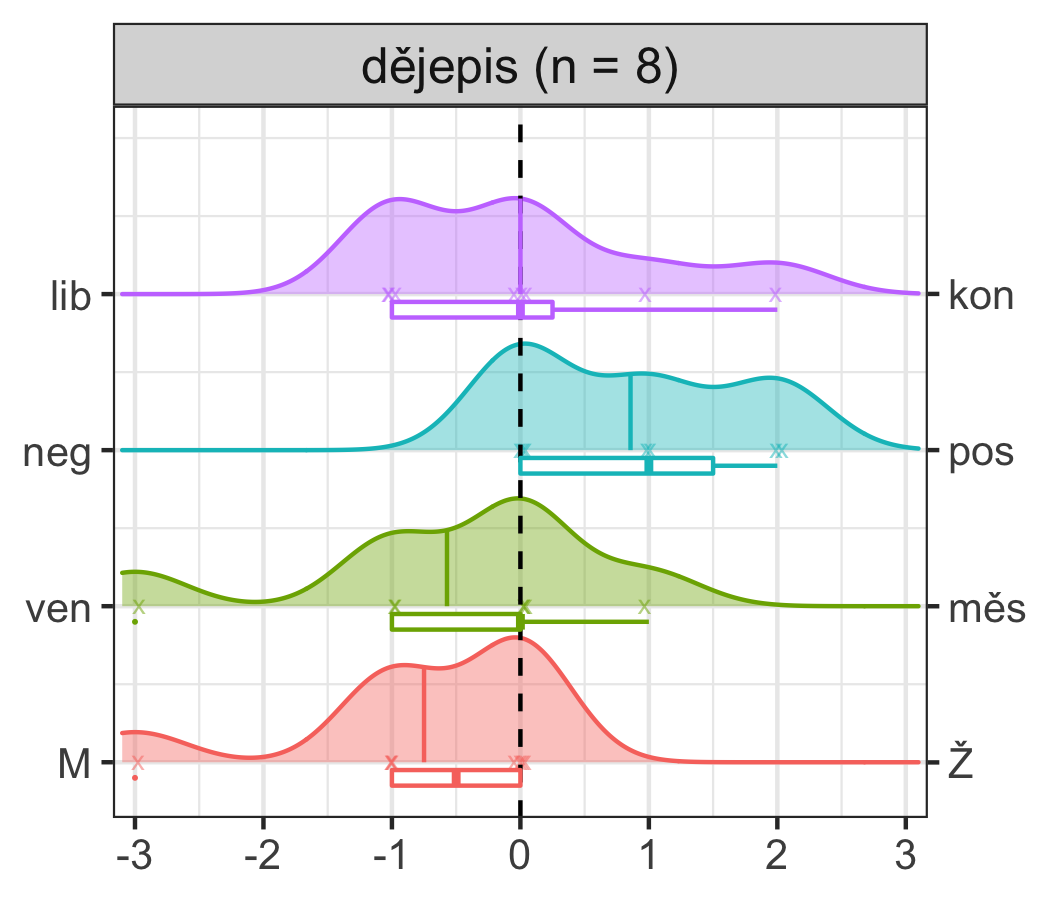 dějepis (n = 8)
lib kon
neg pos
ven měs
M Ž
-3 -2 -1 0 1 2 3